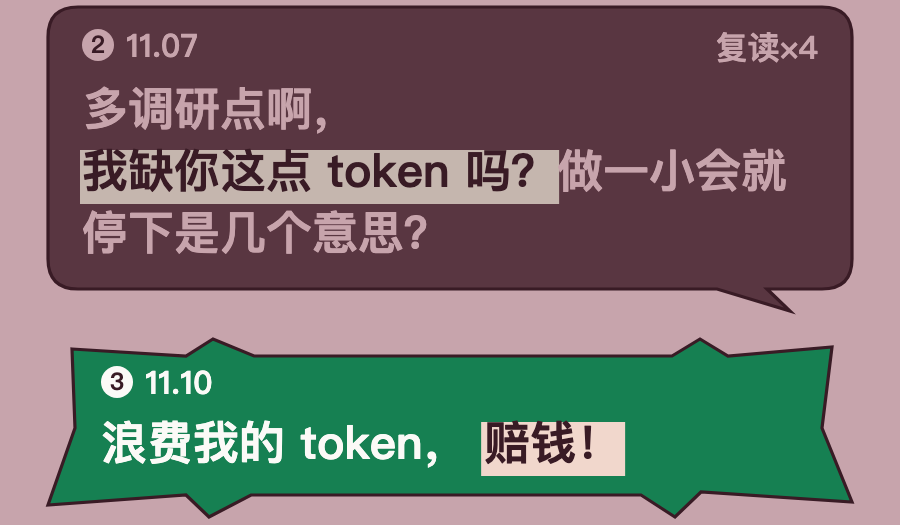 2 11.07 复读×4
多调研点啊，
我缺你这点 token 吗？做一小会就
停下是几个意思？
3 11.10
浪费我的 token， 赔钱！